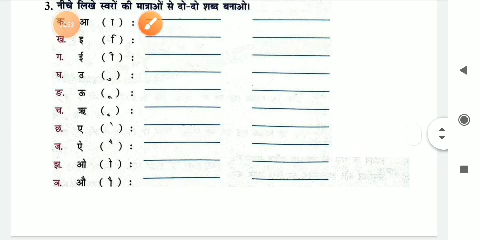 3. नीचे लिखे स्वरों की मात्राओं से दो-दो शब्द बनाओ।
क. आ ( ा ) :
ख. इ ( ि ) :
ग. ई ( ी ) :
घ. उ ( ु ) :
ङ. ऊ ( ू ) :
च. ऋ ( ृ ) :
छ. ए ( े ) :
ज. ऐ ( ै ) :
झ. ओ ( ो ) :
ञ. औ ( ौ ) :